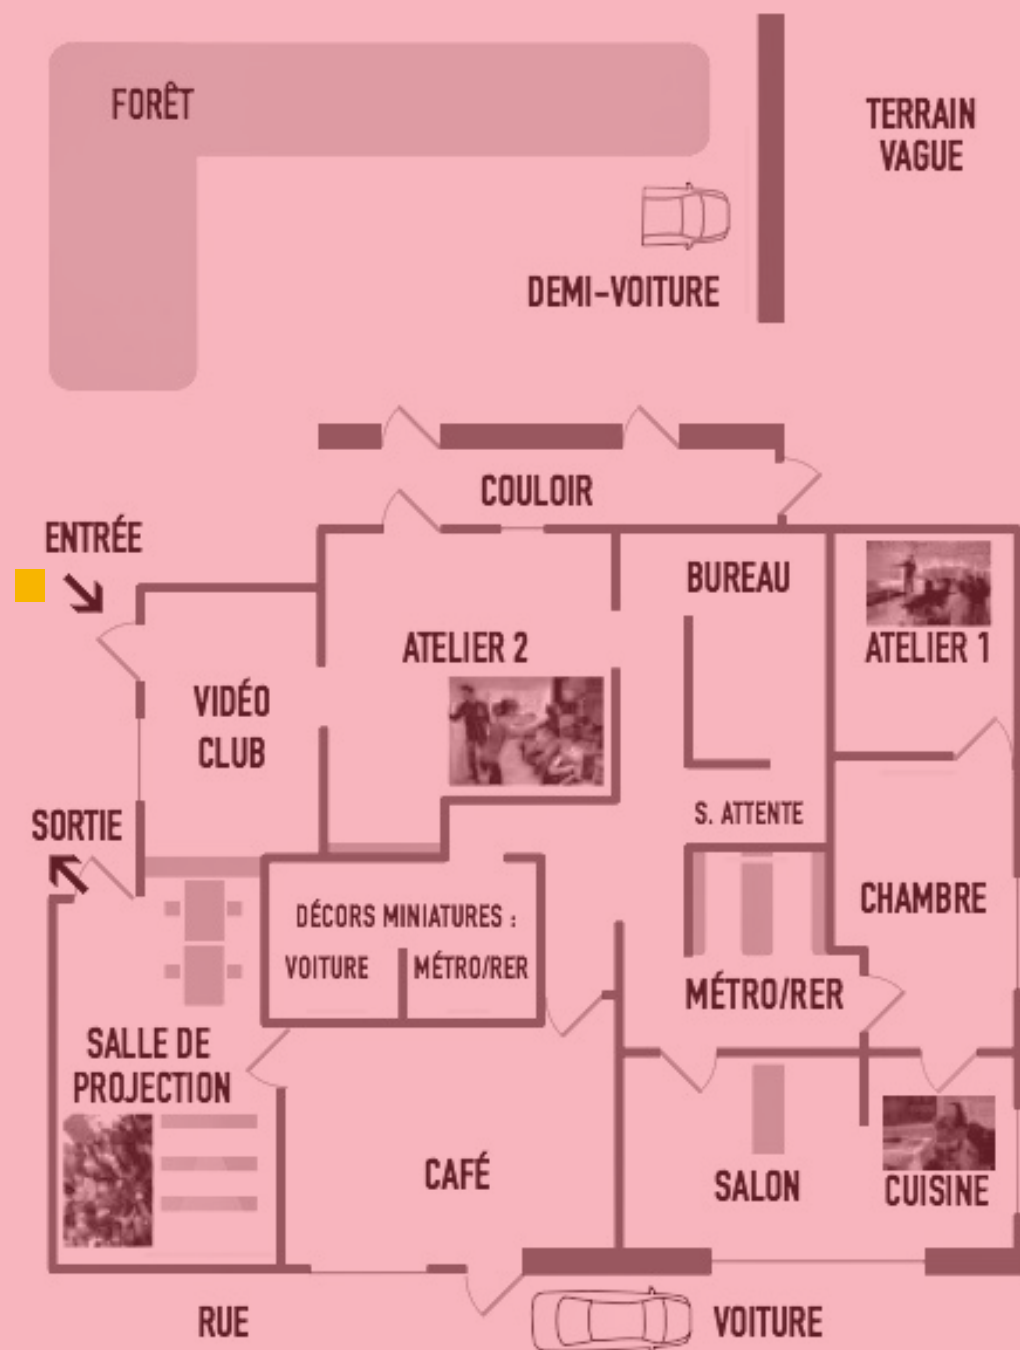 FORÊT
TERRAIN
VAGUE
DEMI-VOITURE
COULOIR
ENTRÉE
BUREAU
ATELIER 2
ATELIER 1
VIDÉO
CLUB
S. ATTENTE
SORTIE
CHAMBRE
DÉCORS MINIATURES :
VOITURE
MÉTRO/RER
MÉTRO/RER
SALLE DE
PROJECTION
CAFÉ
SALON
CUISINE
RUE
VOITURE